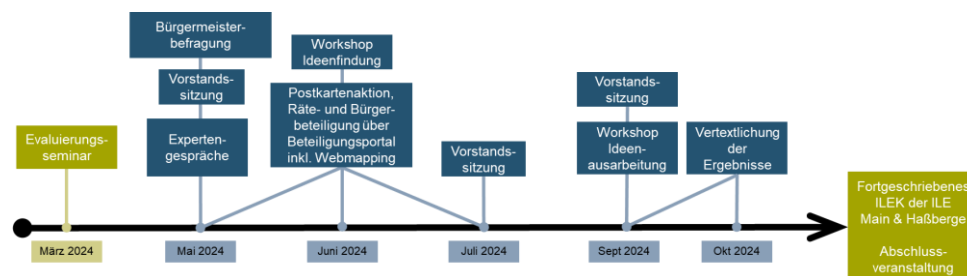 Bürgermeister-
befragung
Vorstands-
sitzung
Experten-
gespräche
Workshop
Ideenfindung
Postkartenaktion,
Räte- und Bürger-
beteiligung über
Beteiligungsportal
inkl. Webmapping
Evaluierungs-
seminar
Vorstands-
sitzung
Vorstands-
sitzung
Workshop
Ideen-
ausarbeitung
Vertextlichung
der
Ergebnisse
Fortgeschriebenes
ILEK der ILE
Main & Haßberge
Abschluss-
veranstaltung
März 2024
Mai 2024
Juni 2024
Juli 2024
Sept 2024
Okt 2024